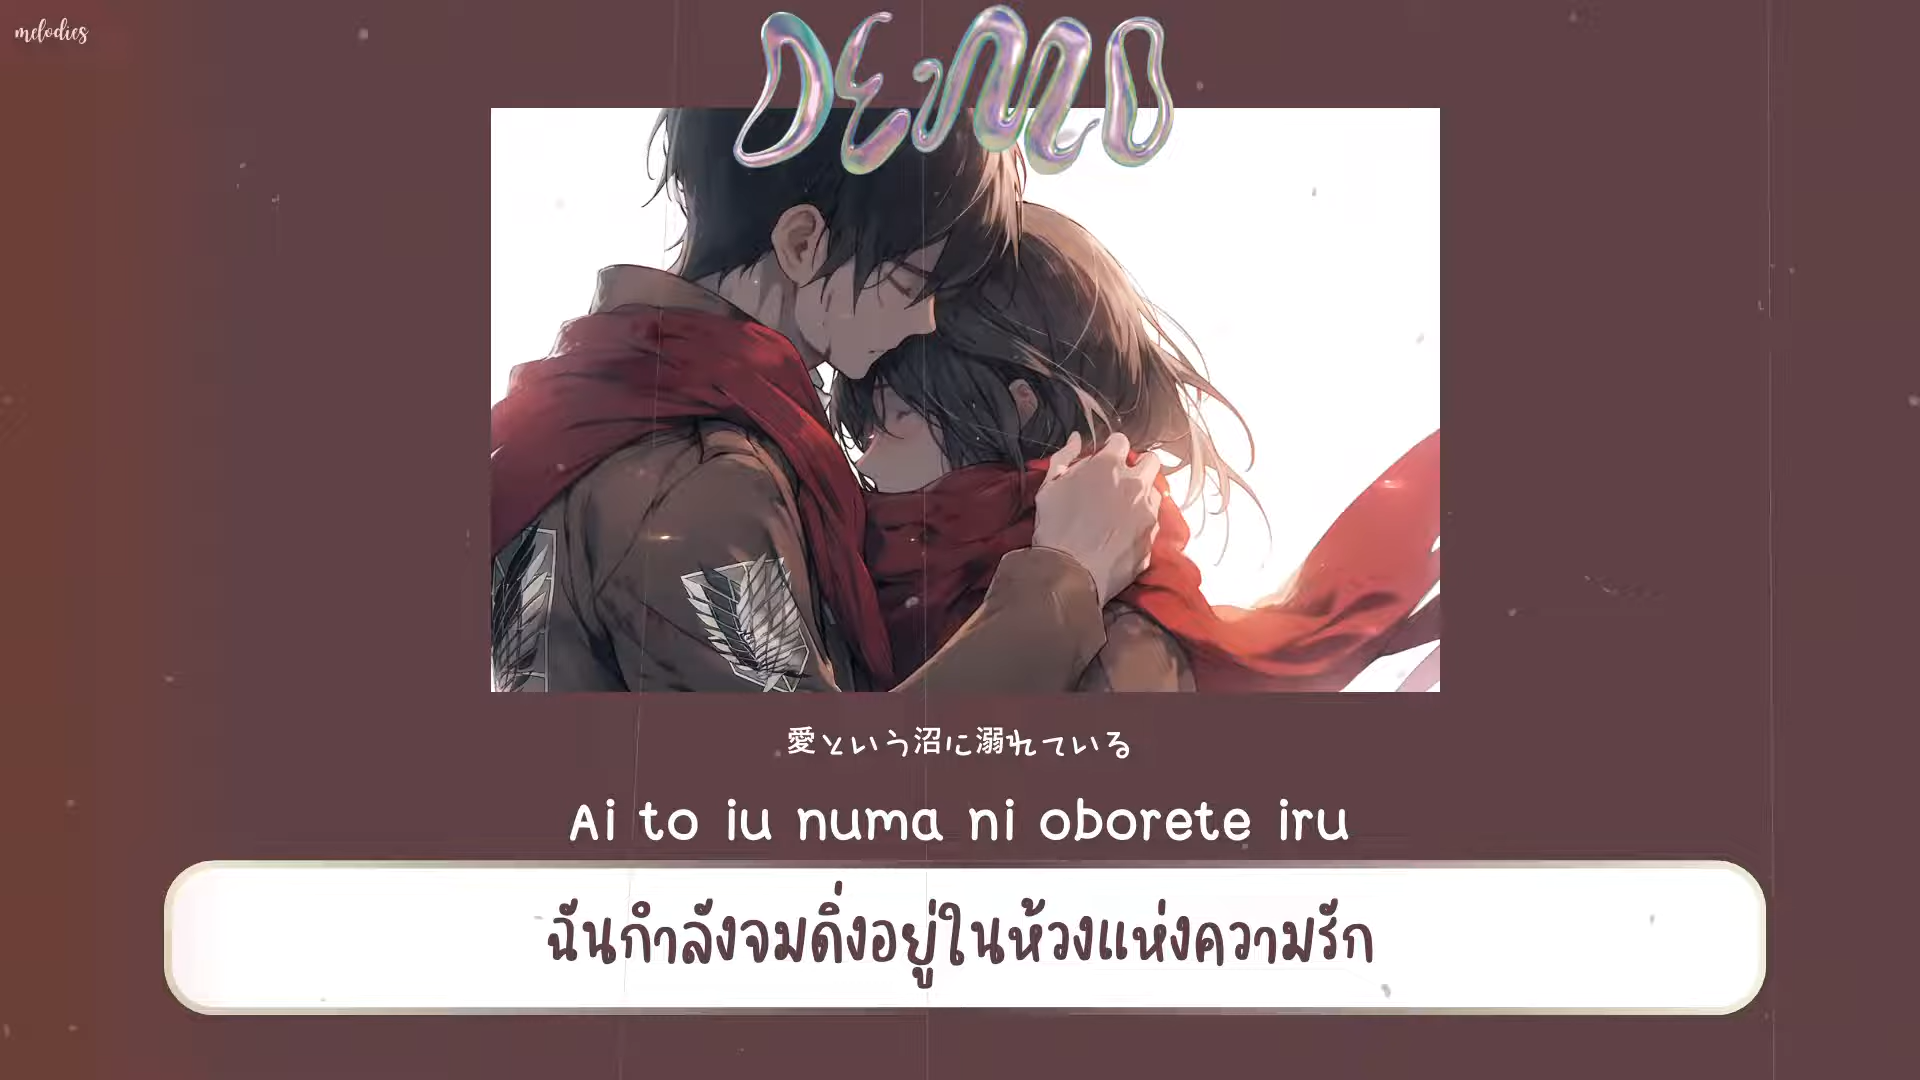 melodies
DEMO
愛という沼に溺れている
Ai to iu numa ni oborete iru
ฉันกำลังจมดิ่งอยู่ในห้วงแห่งความรัก